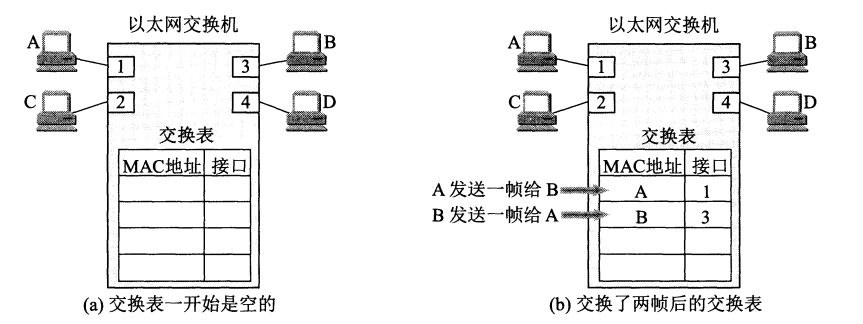 以太网交换机
A
B
1
3
C
2
4
D
交换表
MAC地址 接口
(a) 交换表一开始是空的
以太网交换机
A
B
1
3
C
2
4
D
交换表
MAC地址 接口
A 发送一帧给 B
A 1
B 发送一帧给 A
B 3
(b) 交换了两帧后的交换表